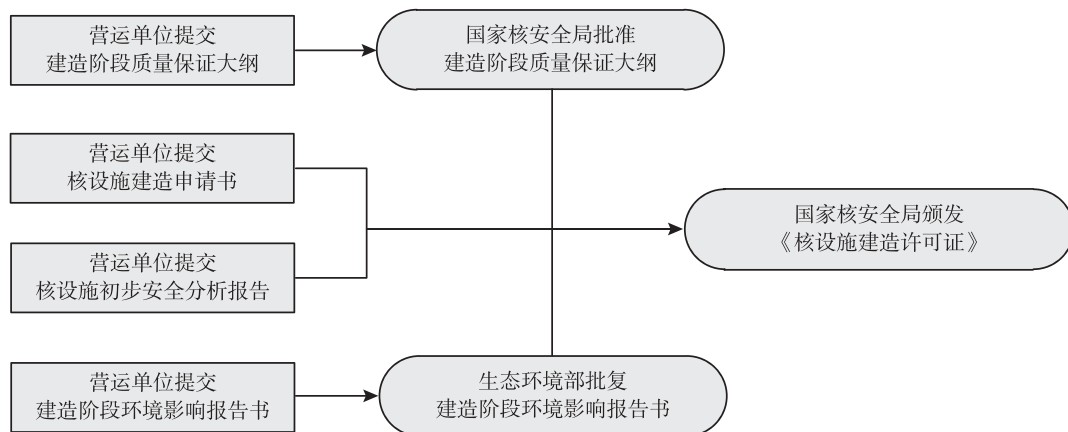 营运单位提交
建造阶段质量保证大纲
国家核安全局批准
建造阶段质量保证大纲
营运单位提交
核设施建造申请书
国家核安全局颁发
《核设施建造许可证》
营运单位提交
核设施初步安全分析报告
营运单位提交
建造阶段环境影响报告书
生态环境部批复
建造阶段环境影响报告书